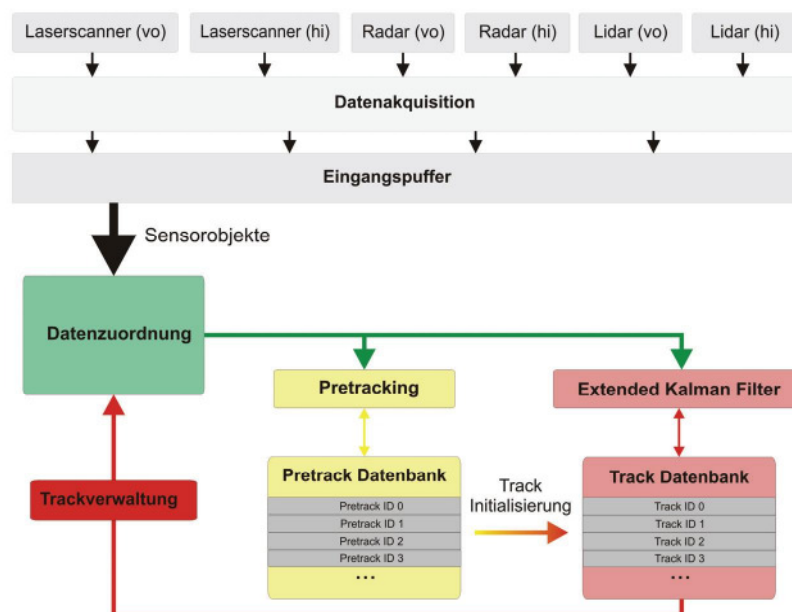 Laserscanner (vo)
Laserscanner (hi)
Radar (vo)
Radar (hi)
Lidar (vo)
Lidar (hi)
Datenakquisition
Eingangspuffer
Sensorobjekte
Datenzuordnung
Pretracking
Extended Kalman Filter
Trackverwaltung
Pretrack Datenbank
Pretrack ID 0
Pretrack ID 1
Pretrack ID 2
Pretrack ID 3
...
Track
Initialisierung
Track Datenbank
Track ID 0
Track ID 1
Track ID 2
Track ID 3
...